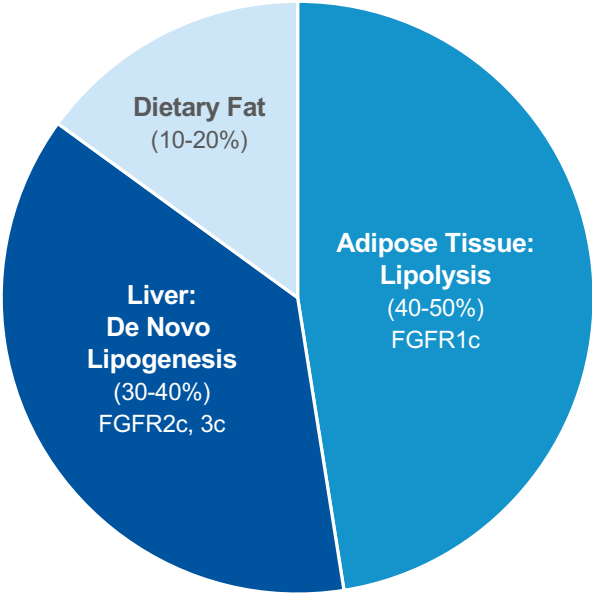 Dietary Fat
(10-20%)
Adipose Tissue:
Lipolysis
(40-50%)
FGFR1c
Liver:
De Novo
Lipogenesis
(30-40%)
FGFR2c, 3c